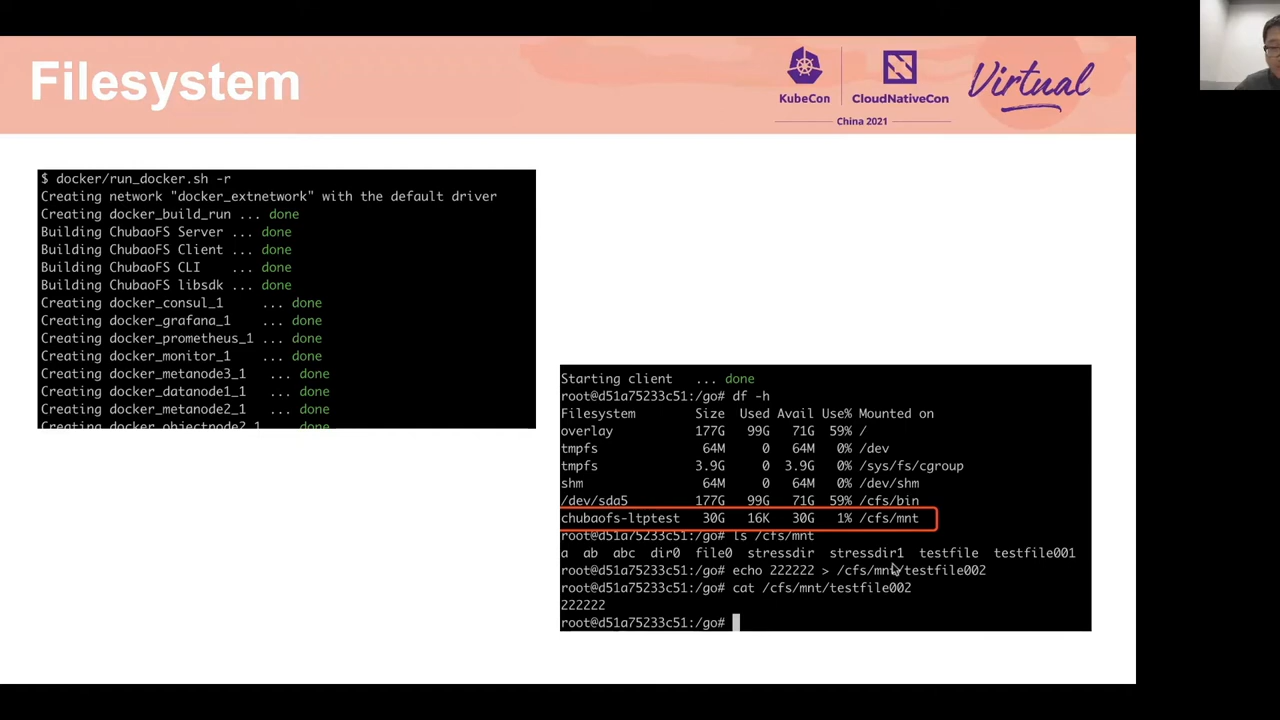 Filesystem
KubeCon
CloudNativeCon
China 2021
Virtual
$ docker/run_docker.sh -r
Creating network "docker_extnetwork" with the default driver
Creating docker_build_run ... done
Building ChubaoFS Server ... done
Building ChubaoFS Client ... done
Building ChubaoFS CLI ... done
Building ChubaoFS libsdk ... done
Creating docker_consul_1 ... done
Creating docker_grafana_1 ... done
Creating docker_prometheus_1 ... done
Creating docker_monitor_1 ... done
Creating docker_metanode3_1 ... done
Creating docker_datanode1_1 ... done
Creating docker_metanode2_1 ... done
Creating docker_objectnode2_1 ... done
Starting client ... done
root@d51a75233c51:/go# df -h
Filesystem Size Used Avail Use% Mounted on
overlay 177G 99G 71G 59% /
tmpfs 64M 0 64M 0% /dev
tmpfs 3.9G 0 3.9G 0% /sys/fs/cgroup
shm 64M 0 64M 0% /dev/shm
/dev/sda5 177G 99G 71G 59% /cfs/bin
chubaofs-ltptest 30G 16K 30G 1% /cfs/mnt
root@d51a75233c51:/go# ls /cfs/mnt
a ab abc dir0 file0 stressdir stressdir1 testfile testfile001
root@d51a75233c51:/go# echo 222222 > /cfs/mnt/testfile002
root@d51a75233c51:/go# cat /cfs/mnt/testfile002
222222
root@d51a75233c51:/go#